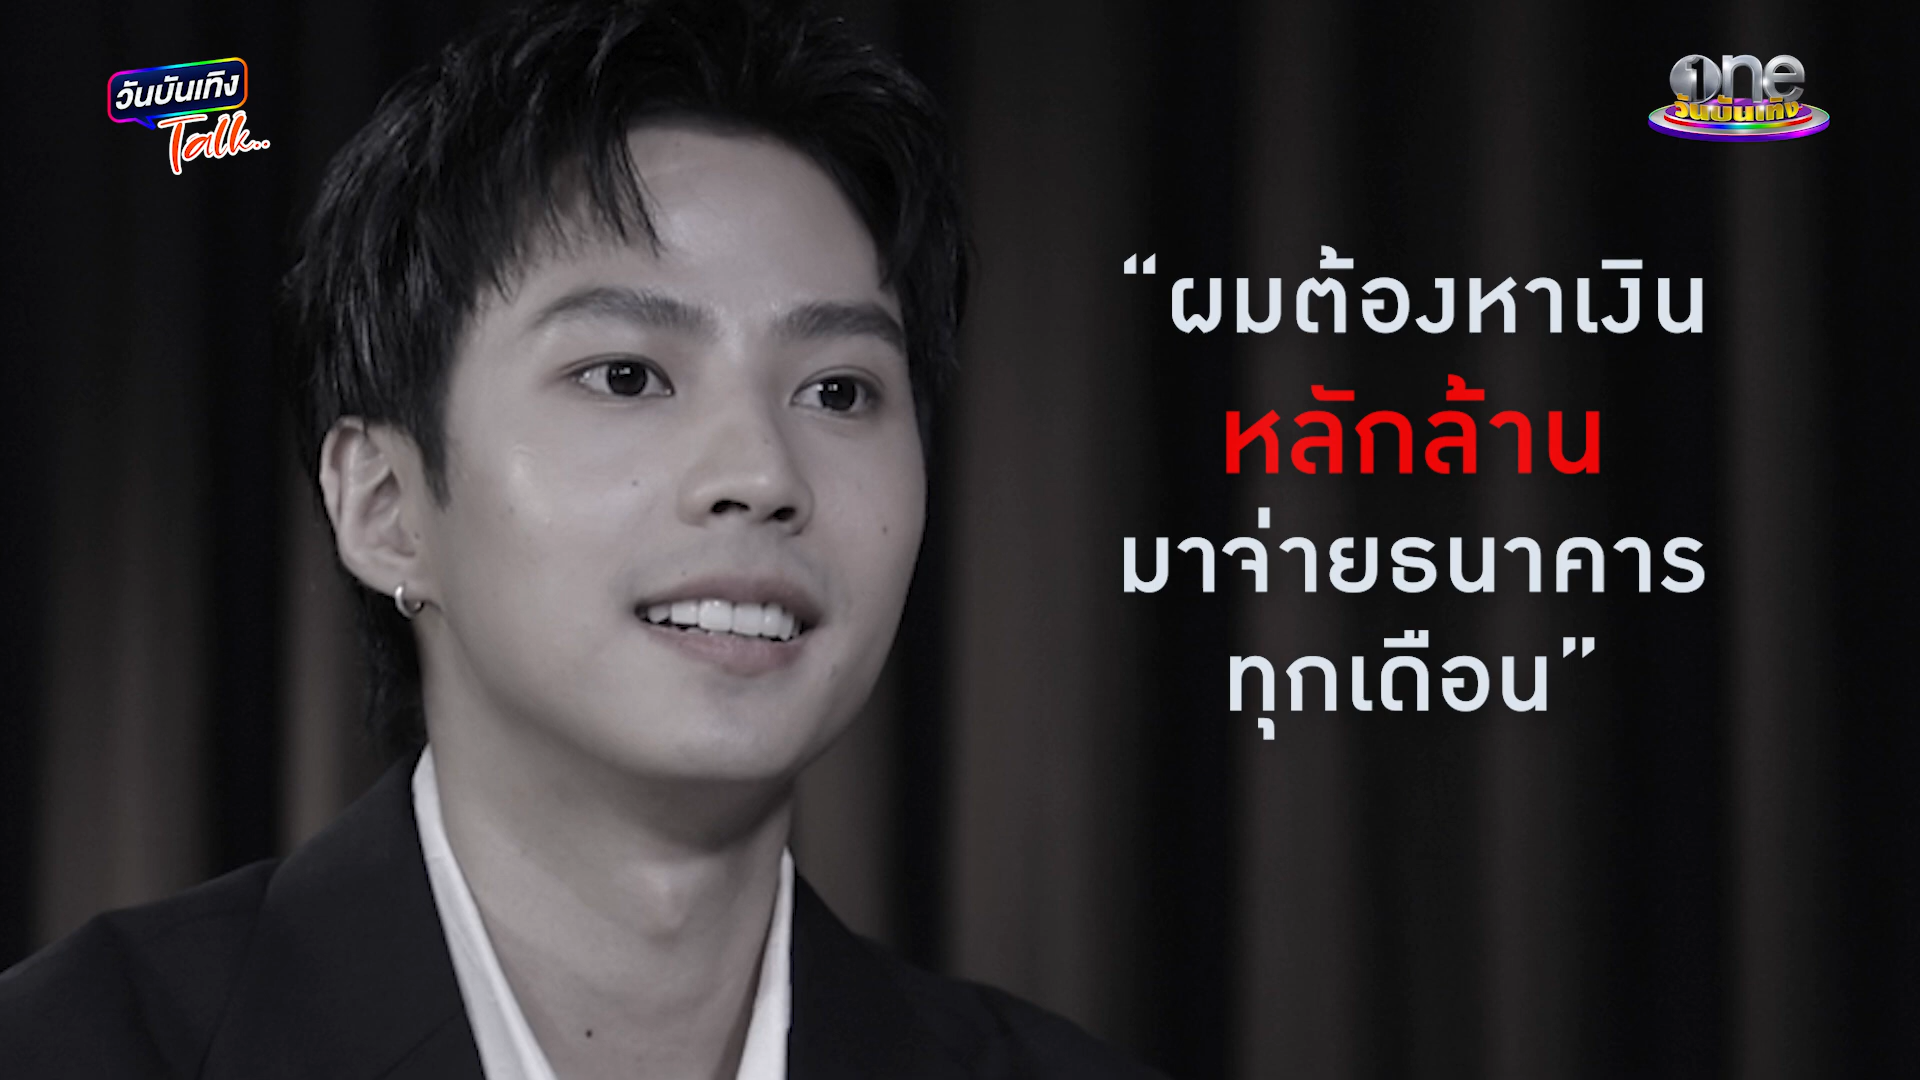 วันบันเทิง
Talk..
one
วันบันเทิง
“ผมต้องหาเงิน
หลักล้าน
มาจ่ายธนาคาร
ทุกเดือน”